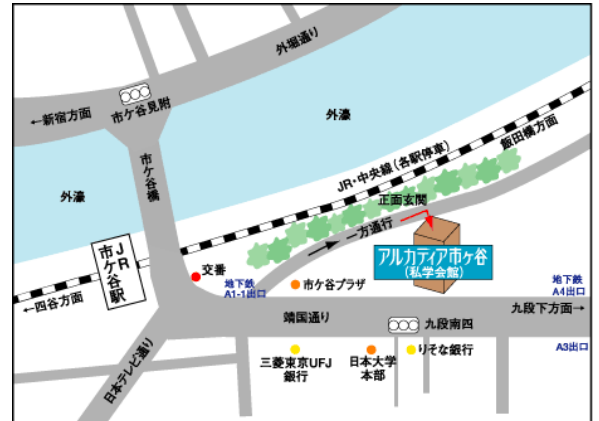 外堀通り
←新宿方面
市ケ谷見附
外濠
飯田橋方面
市ケ谷橋
JR・中央線(各駅停車)
外濠
正面玄関
一方通行
JR
市ケ谷駅
アルカディア市ヶ谷
(私学会館)
交番
市ケ谷プラザ
地下鉄
A1-1出口
地下鉄
A4出口
←四谷方面
靖国通り
九段南四
九段下方面→
日本テレビ通り
三菱東京UFJ
銀行
日本大学
本部
りそな銀行
A3出口